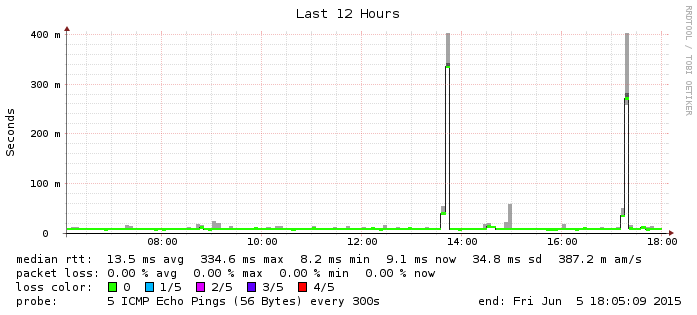 Last 12 Hours
RRDTOOL / TOBI OETIKER
Seconds
400 m
300 m
200 m
100 m
0
08:00 10:00 12:00 14:00 16:00 18:00
median rtt: 13.5 ms avg 334.6 ms max 8.2 ms min 9.1 ms now 34.8 ms sd 387.2 m am/s
packet loss: 0.00 % avg 0.00 % max 0.00 % min 0.00 % now
loss color: 0 1/5 2/5 3/5 4/5
probe: 5 ICMP Echo Pings (56 Bytes) every 300s end: Fri Jun 5 18:05:09 2015